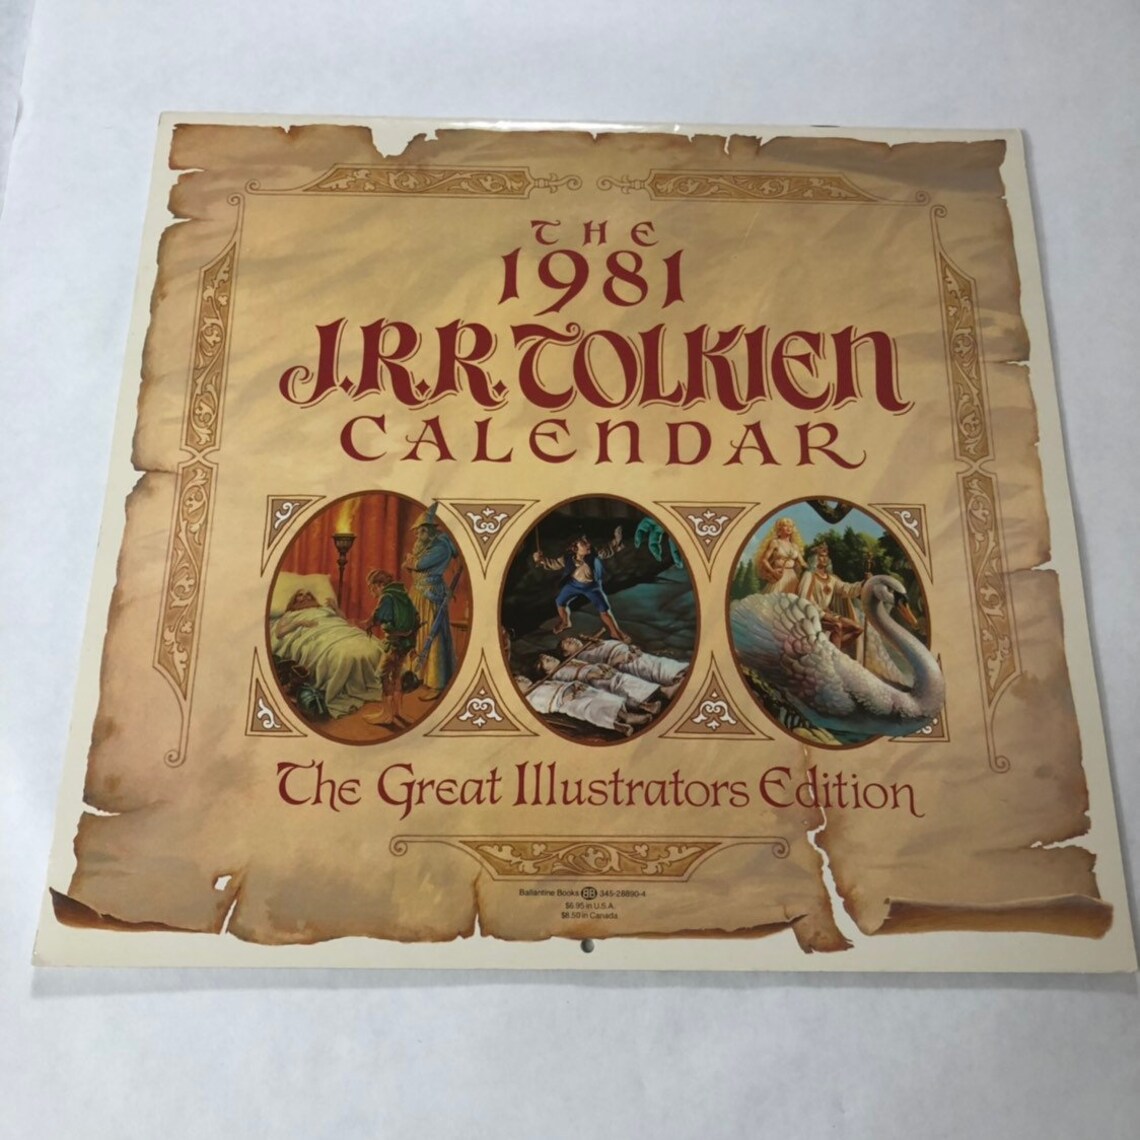 THE
1981
J.R.R. TOLKIEN
CALENDAR
The Great Illustrators Edition
Ballantine Books BB 345-28890-4
$6.95 in U.S.A.
$8.50 in Canada